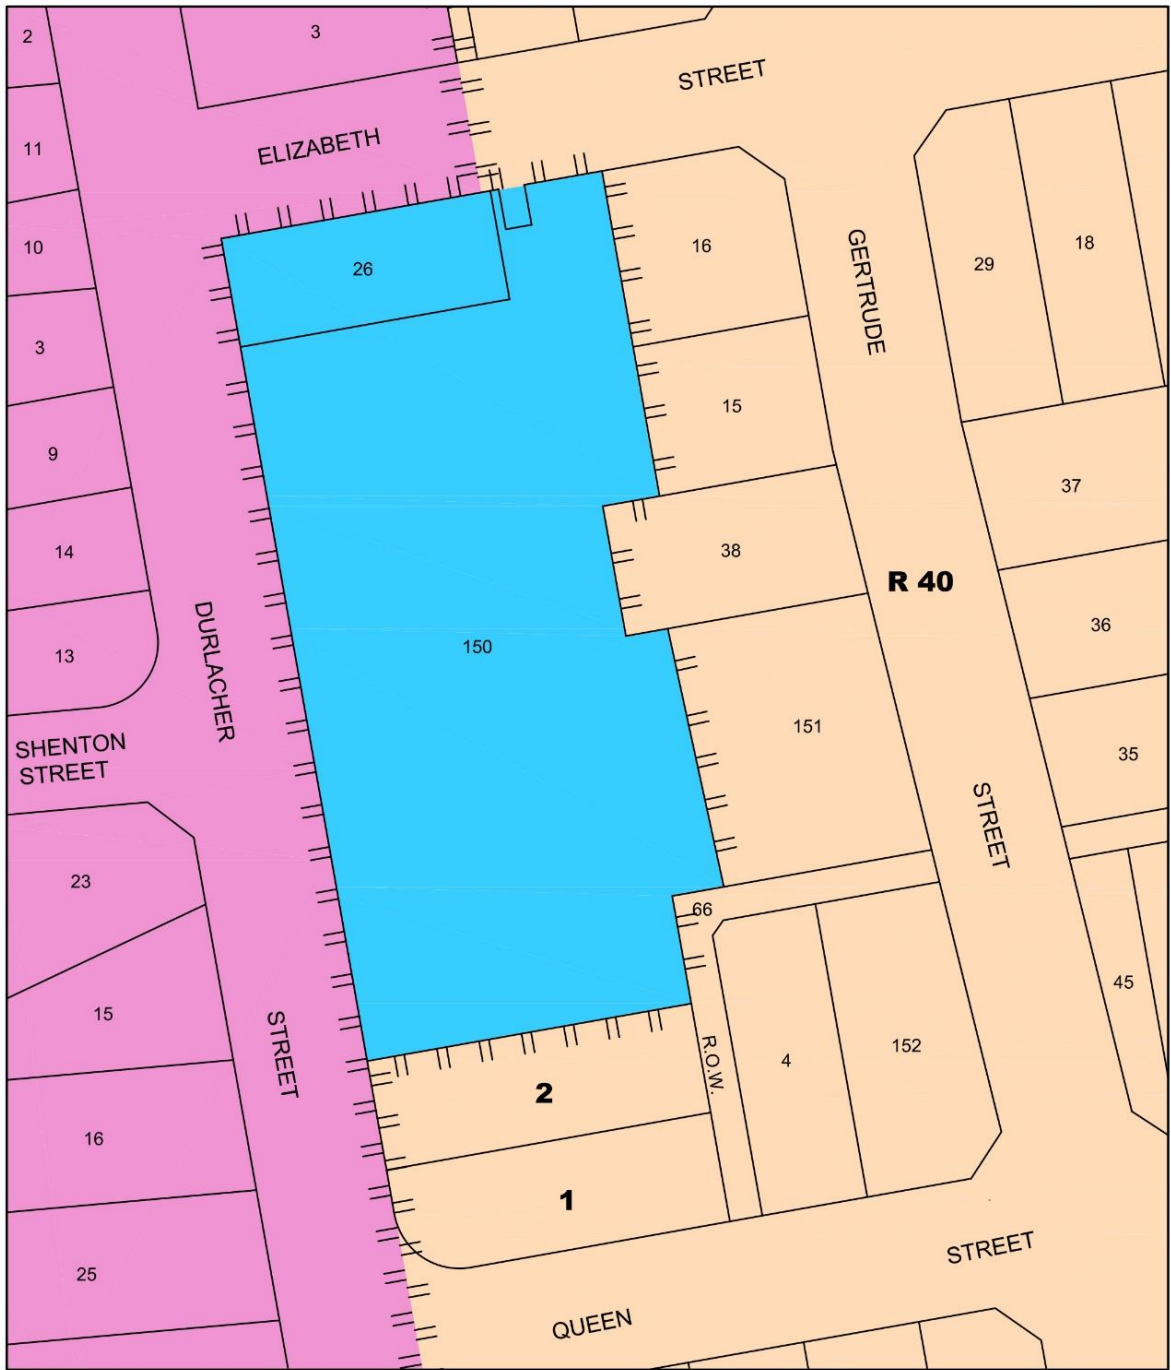 2
3
STREET
ELIZABETH
11
10
26
16
GERTRUDE
29
18
3
15
9
37
14
38
R 40
36
13
DURLACHER
150
151
SHENTON
STREET
35
STREET
23
66
45
15
STREET
R.O.W.
4
152
2
16
1
25
STREET
QUEEN